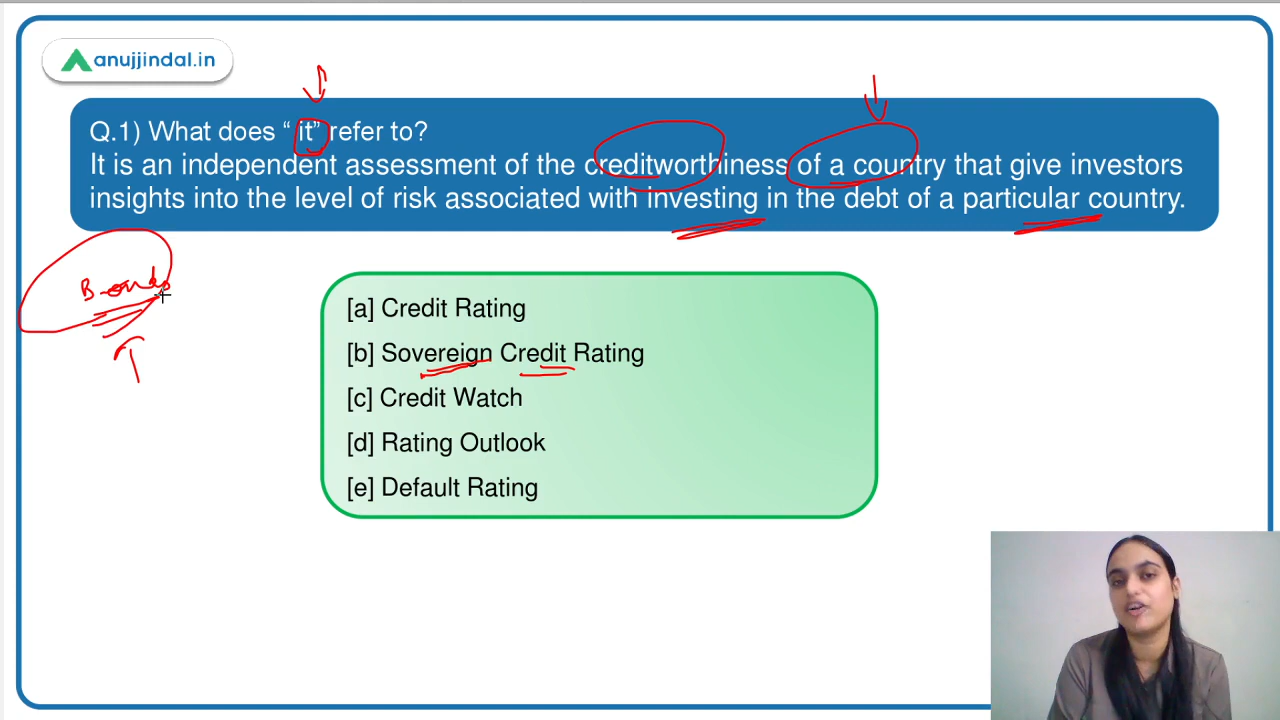 anujjindal.in
Q.1) What does “ it” refer to?
It is an independent assessment of the creditworthiness of a country that give investors
insights into the level of risk associated with investing in the debt of a particular country.
Bonds
[a] Credit Rating
[b] Sovereign Credit Rating
[c] Credit Watch
[d] Rating Outlook
[e] Default Rating